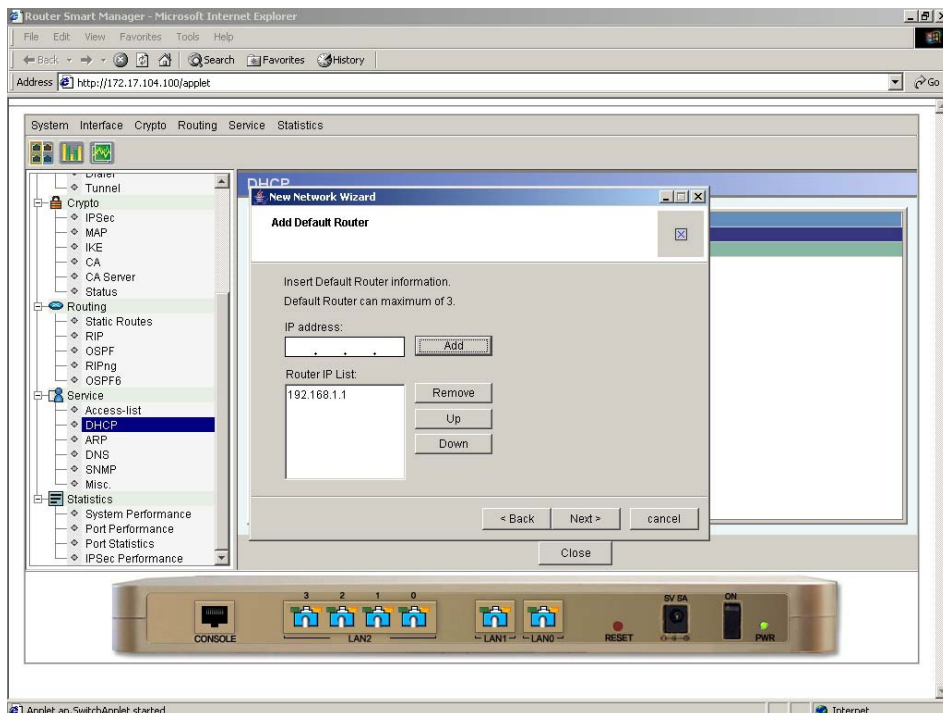 Router Smart Manager - Microsoft Internet Explorer
File Edit View Favorites Tools Help
Back Search Favorites History
Address http://172.17.104.100/applet Go
System Interface Crypto Routing Service Statistics
Dialer
Tunnel
Crypto
IPSec
MAP
IKE
CA
CA Server
Status
Routing
Static Routes
RIP
OSPF
RIPng
OSPF6
Service
Access-list
DHCP
ARP
DNS
SNMP
Misc.
Statistics
System Performance
Port Performance
Port Statistics
IPSec Performance
DHCP
New Network Wizard
Add Default Router
Insert Default Router information.
Default Router can maximum of 3.
IP address:
. . . Add
Router IP List:
192.168.1.1
Remove
Up
Down
< Back Next > cancel
Close
3 2 1 0
5V 5A ON
CONSOLE LAN2 LAN1 LAN0 RESET PWR
Applet an.SwitchApplet started Internet